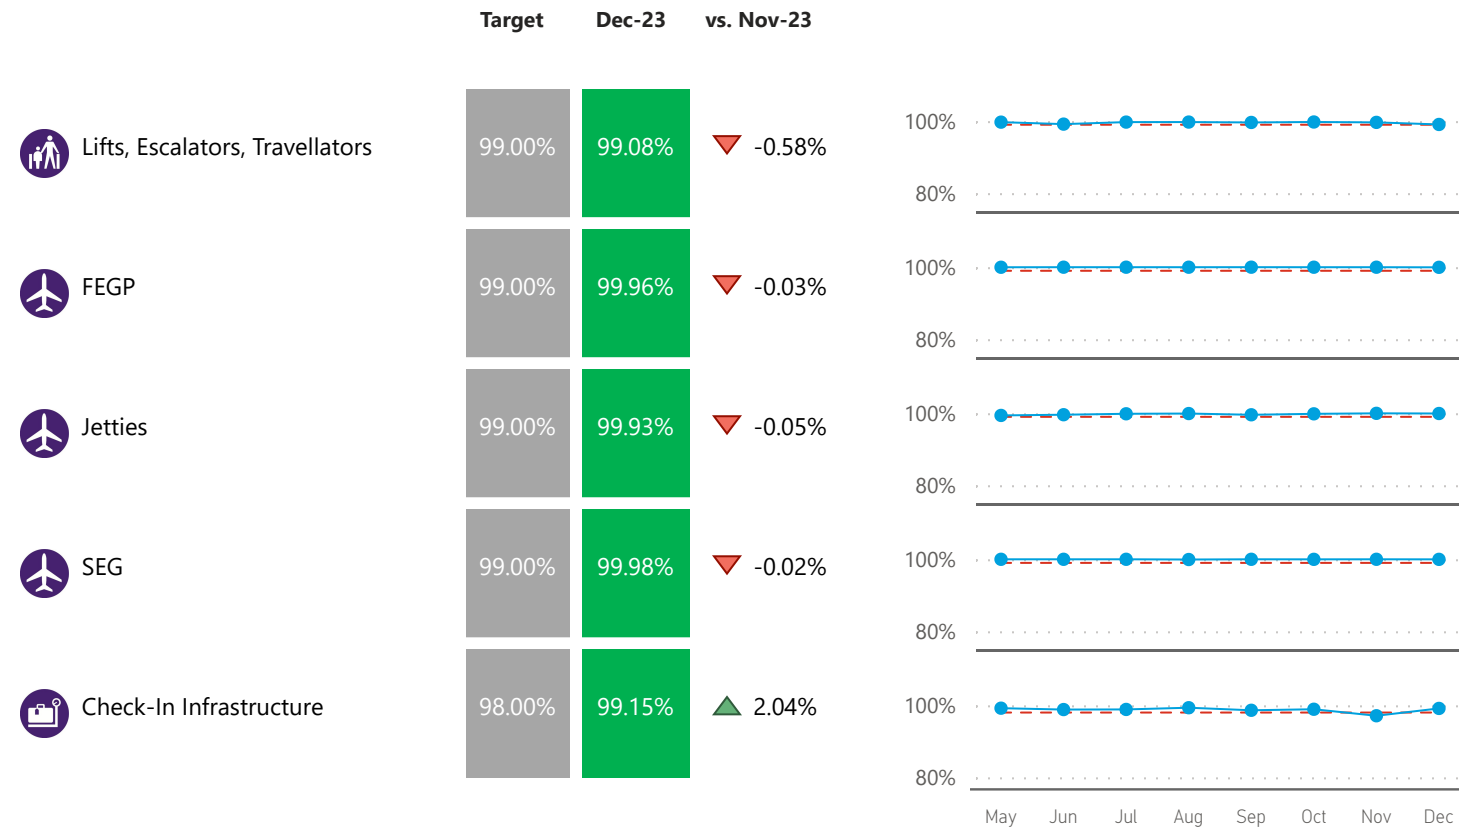 Target Dec-23 vs. Nov-23
Lifts, Escalators, Travellators 99.00% 99.08% -0.58%
100%
80%
FEGP 99.00% 99.96% -0.03%
100%
80%
Jetties 99.00% 99.93% -0.05%
100%
80%
SEG 99.00% 99.98% -0.02%
100%
80%
Check-In Infrastructure 98.00% 99.15% 2.04%
100%
80%
May Jun Jul Aug Sep Oct Nov Dec